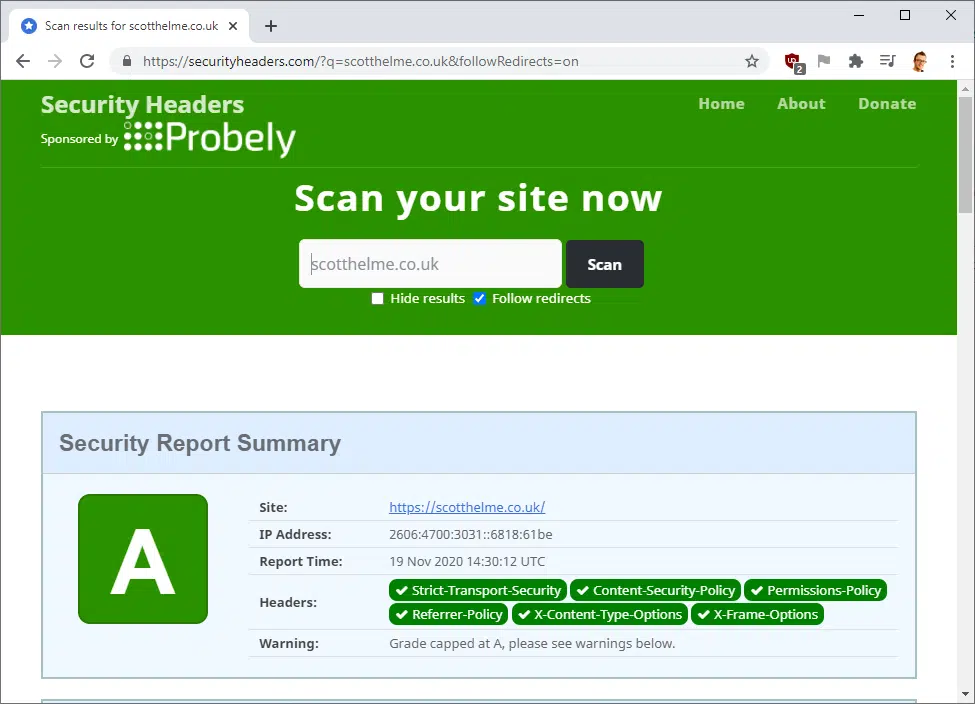 Scan results for scotthelme.co.uk
https://securityheaders.com/?q=scotthelme.co.uk&followRedirects=on
2
Security Headers
Home About Donate
Sponsored by Probely
Scan your site now
scotthelme.co.uk Scan
Hide results Follow redirects
Security Report Summary
A
Site: https://scotthelme.co.uk/
IP Address: 2606:4700:3031::6818:61be
Report Time: 19 Nov 2020 14:30:12 UTC
Headers: Strict-Transport-Security Content-Security-Policy Permissions-Policy
Referrer-Policy X-Content-Type-Options X-Frame-Options
Warning: Grade capped at A, please see warnings below.